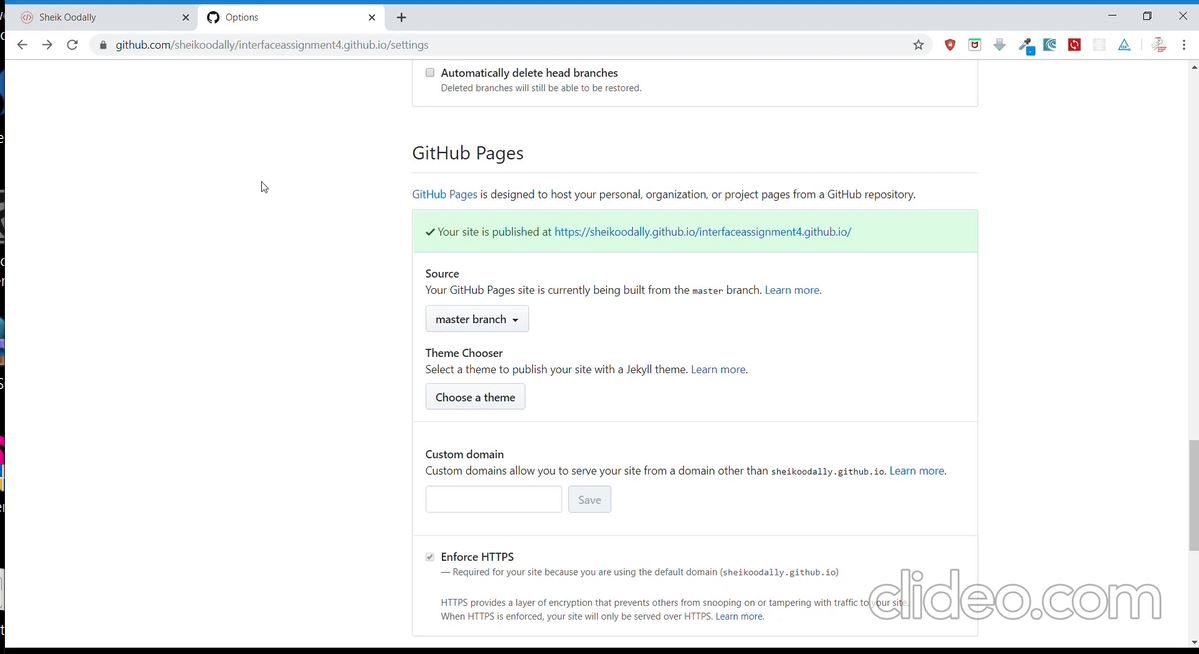 Sheik Oodally
Options
github.com/sheikoodally/interfaceassignment4.github.io/settings
Automatically delete head branches
Deleted branches will still be able to be restored.
GitHub Pages
GitHub Pages is designed to host your personal, organization, or project pages from a GitHub repository.
Your site is published at https://sheikoodally.github.io/interfaceassignment4.github.io/
Source
Your GitHub Pages site is currently being built from the master branch. Learn more.
master branch
Theme Chooser
Select a theme to publish your site with a Jekyll theme. Learn more.
Choose a theme
Custom domain
Custom domains allow you to serve your site from a domain other than sheikoodally.github.io. Learn more.
Save
Enforce HTTPS
— Required for your site because you are using the default domain (sheikoodally.github.io)
HTTPS provides a layer of encryption that prevents others from snooping on or tampering with traffic to your site.
When HTTPS is enforced, your site will only be served over HTTPS. Learn more.
clideo.com